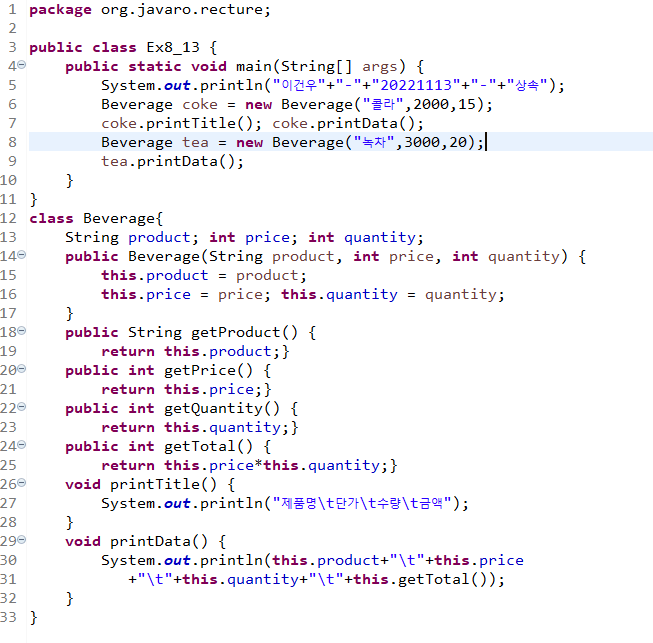 1 package org.javaro.recture;
2
3 public class Ex8_13 {
4     public static void main(String[] args) {
5         System.out.println("이건우"+"-"+"20221113"+"-"+"상속");
6         Beverage coke = new Beverage("콜라",2000,15);
7         coke.printTitle(); coke.printData();
8         Beverage tea = new Beverage("녹차",3000,20);
9         tea.printData();
10     }
11 }
12 class Beverage{
13     String product; int price; int quantity;
14     public Beverage(String product, int price, int quantity) {
15         this.product = product;
16         this.price = price; this.quantity = quantity;
17     }
18     public String getProduct() {
19         return this.product;}
20     public int getPrice() {
21         return this.price;}
22     public int getQuantity() {
23         return this.quantity;}
24     public int getTotal() {
25         return this.price*this.quantity;}
26     void printTitle() {
27         System.out.println("제품명\t단가\t수량\t금액");
28     }
29     void printData() {
30         System.out.println(this.product+"\t"+this.price
31            +"\t"+this.quantity+"\t"+this.getTotal());
32     }
33 }